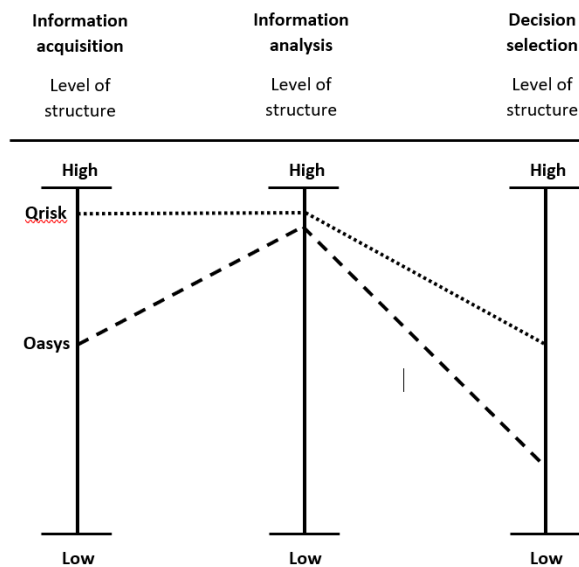 Information acquisition
Information analysis
Decision selection
Level of structure
Level of structure
Level of structure
High
High
High
Qrisk
Oasys
Low
Low
Low